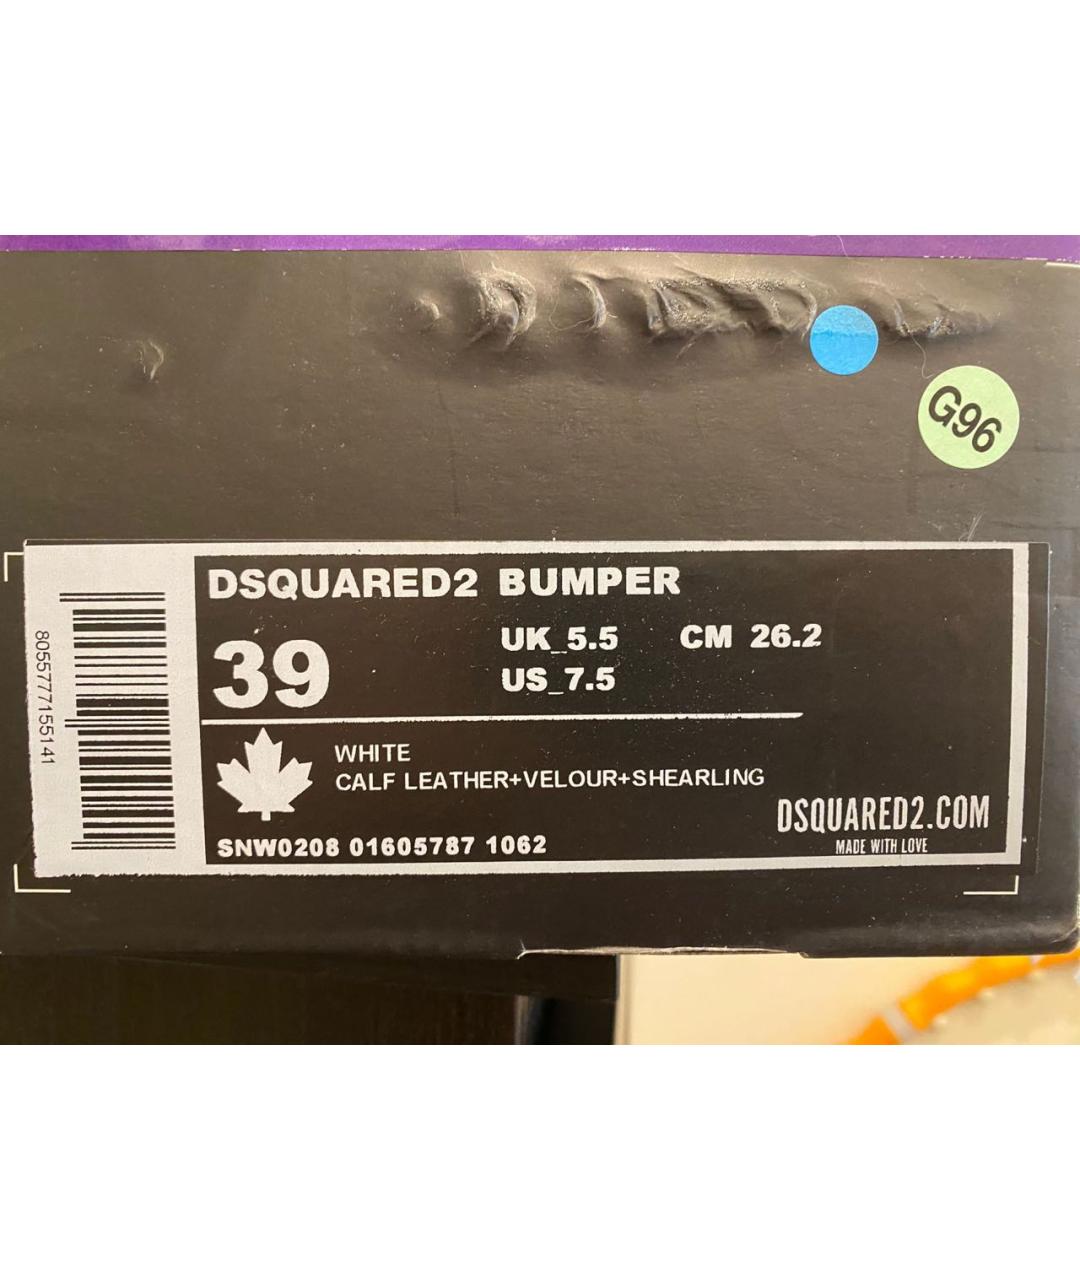 G96
DSQUARED2 BUMPER
39
UK_5.5 CM 26.2
US_7.5
WHITE
CALF LEATHER+VELOUR+SHEARLING
SNW0208 01605787 1062
DSQUARED2.COM
MADE WITH LOVE
8055777155141